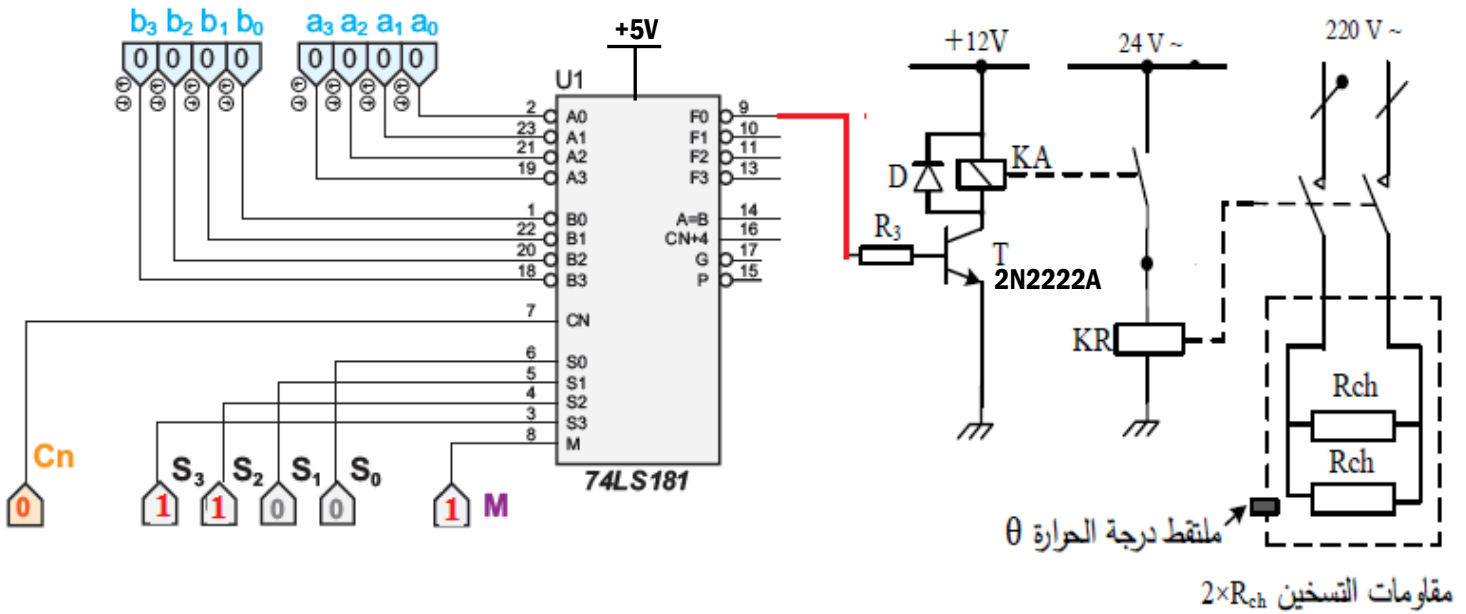 b₃ b₂ b₁ b₀
a₃ a₂ a₁ a₀
0 0 0 0
0 0 0 0
+5V
U1
2 A0
23 A1
21 A2
19 A3
1 B0
22 B1
20 B2
18 B3
7 CN
6 S0
5 S1
4 S2
3 S3
8 M
F0 9
F1 10
F2 11
F3 13
A=B 14
CN+4 16
G 17
P 15
74LS181
Cn
0
S₃ S₂ S₁ S₀
1 1 0 0
1 M
+12V
D
KA
R₃
T
2N2222A
24 V ~
KR
220 V ~
Rch
Rch
ملتقط درجة الحرارة θ
مقاومات التسخين 2×Rch